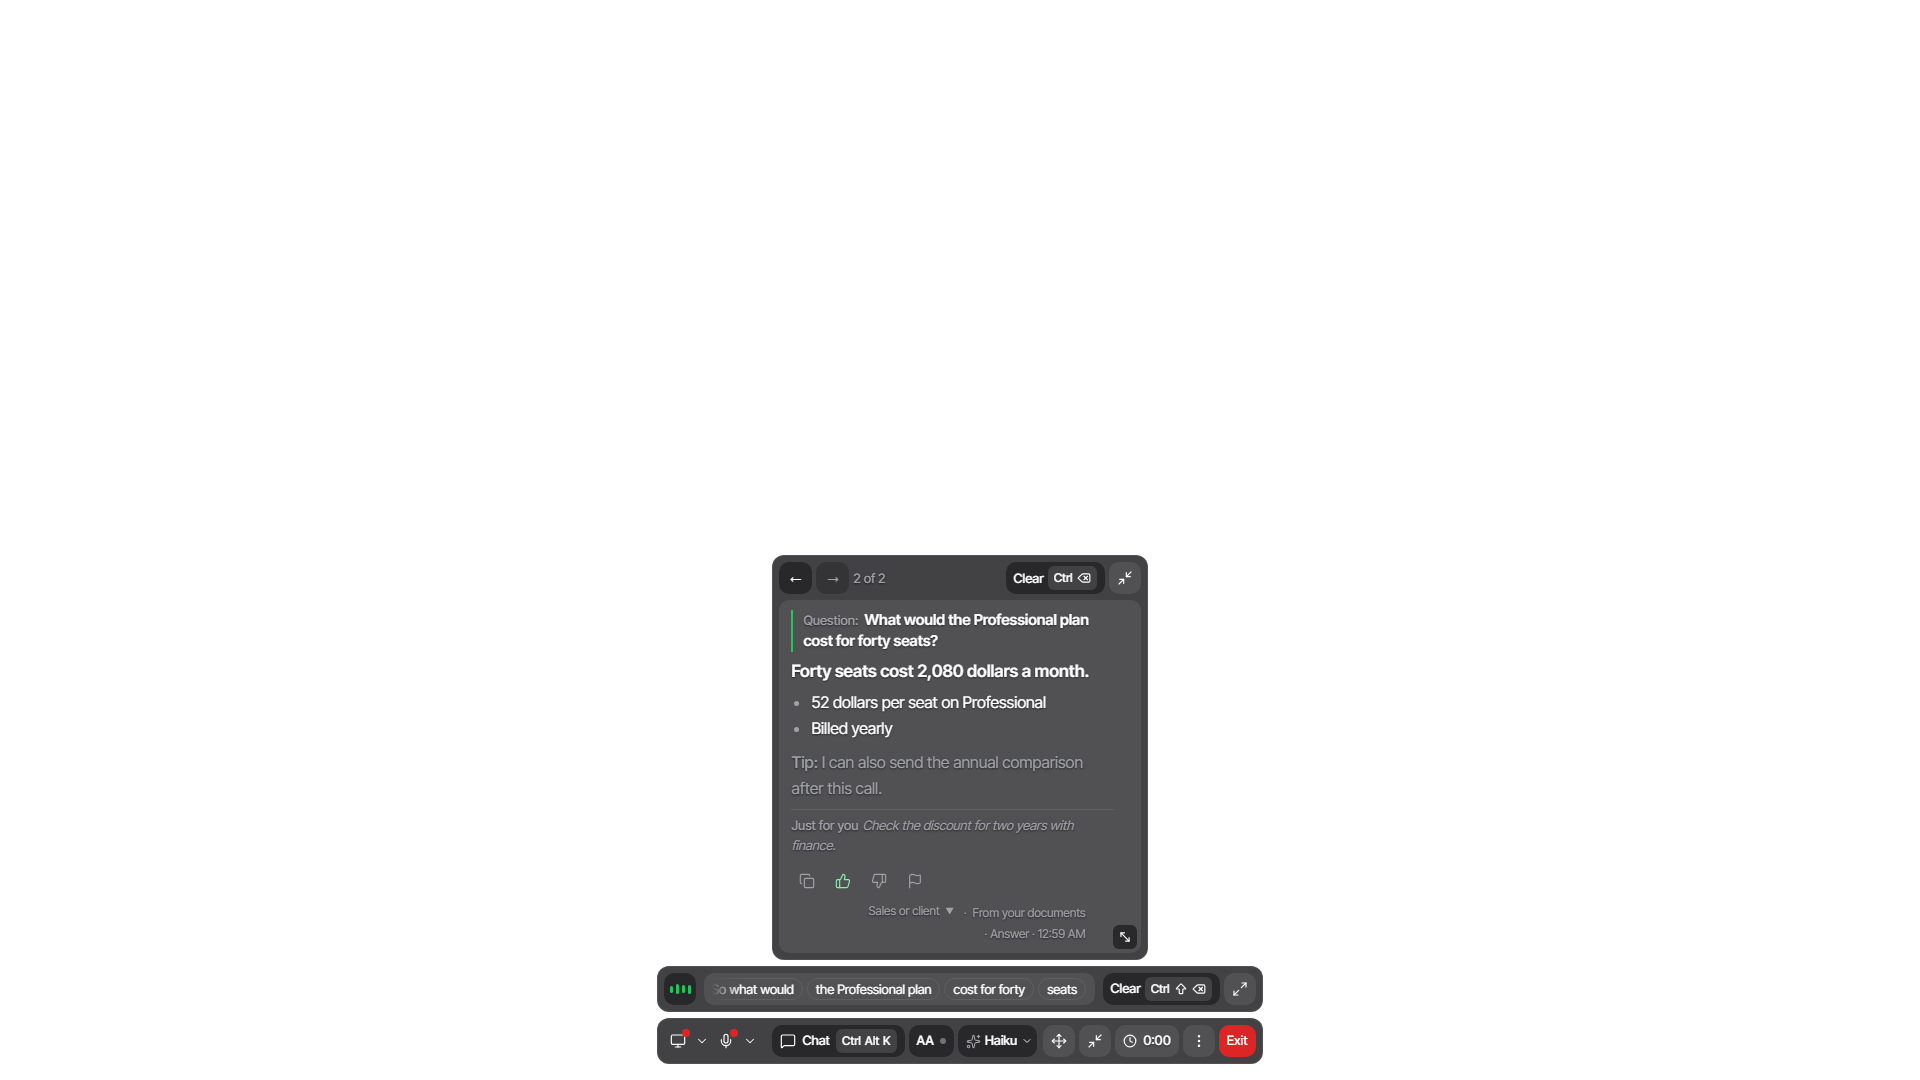 ← → 2 of 2 Clear Ctrl
Question: What would the Professional plan
cost for forty seats?
Forty seats cost 2,080 dollars a month.
• 52 dollars per seat on Professional
• Billed yearly
Tip: I can also send the annual comparison
after this call.
Just for you Check the discount for two years with
finance.
Sales or client ▼ · From your documents
· Answer · 12:59 AM
So what would the Professional plan cost for forty seats Clear Ctrl
Chat Ctrl Alt K AA Haiku 0:00 Exit